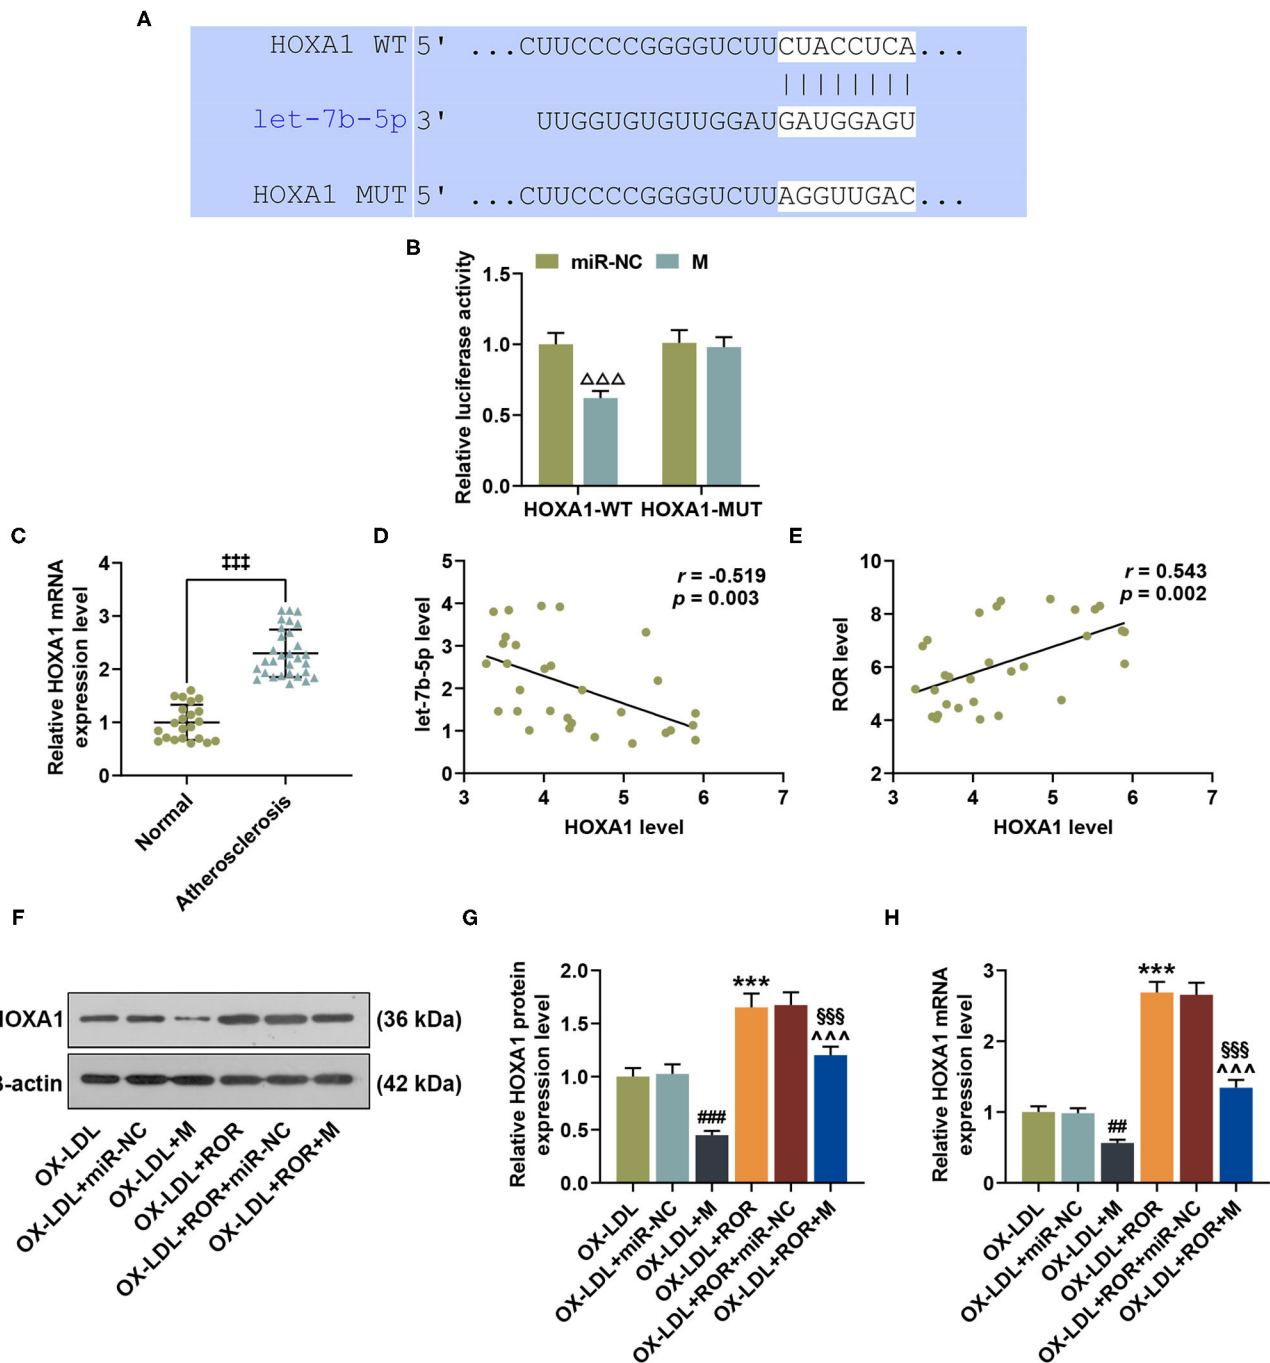 A
HOXA1 WT 5' ...CUUCCCCGGGGUCUUCUACCUCA...
||||||||
let-7b-5p 3' UUGGUGUGUUGGAUGAUGGAGU
HOXA1 MUT 5' ...CUUCCCCGGGGUCUUAGGUUGAC...
B
miR-NC M
Relative luciferase activity
1.5
1.0
0.5
0.0
△△△
HOXA1-WT HOXA1-MUT
C
Relative HOXA1 mRNA
expression level
4
3
2
1
0
‡‡‡
Normal
Atherosclerosis
D
let-7b-5p level
5
4
3
2
1
0
r = -0.519
p = 0.003
3 4 5 6 7
HOXA1 level
E
ROR level
10
8
6
4
2
r = 0.543
p = 0.002
3 4 5 6 7
HOXA1 level
F
HOXA1 (36 kDa)
β-actin (42 kDa)
OX-LDL
OX-LDL+miR-NC
OX-LDL+M
OX-LDL+ROR
OX-LDL+ROR+miR-NC
OX-LDL+ROR+M
G
Relative HOXA1 protein
expression level
2.0
1.5
1.0
0.5
0.0
###
***
§§§
^^^
OX-LDL
OX-LDL+miR-NC
OX-LDL+M
OX-LDL+ROR
OX-LDL+ROR+miR-NC
OX-LDL+ROR+M
H
Relative HOXA1 mRNA
expression level
3
2
1
0
##
***
§§§
^^^
OX-LDL
OX-LDL+miR-NC
OX-LDL+M
OX-LDL+ROR
OX-LDL+ROR+miR-NC
OX-LDL+ROR+M